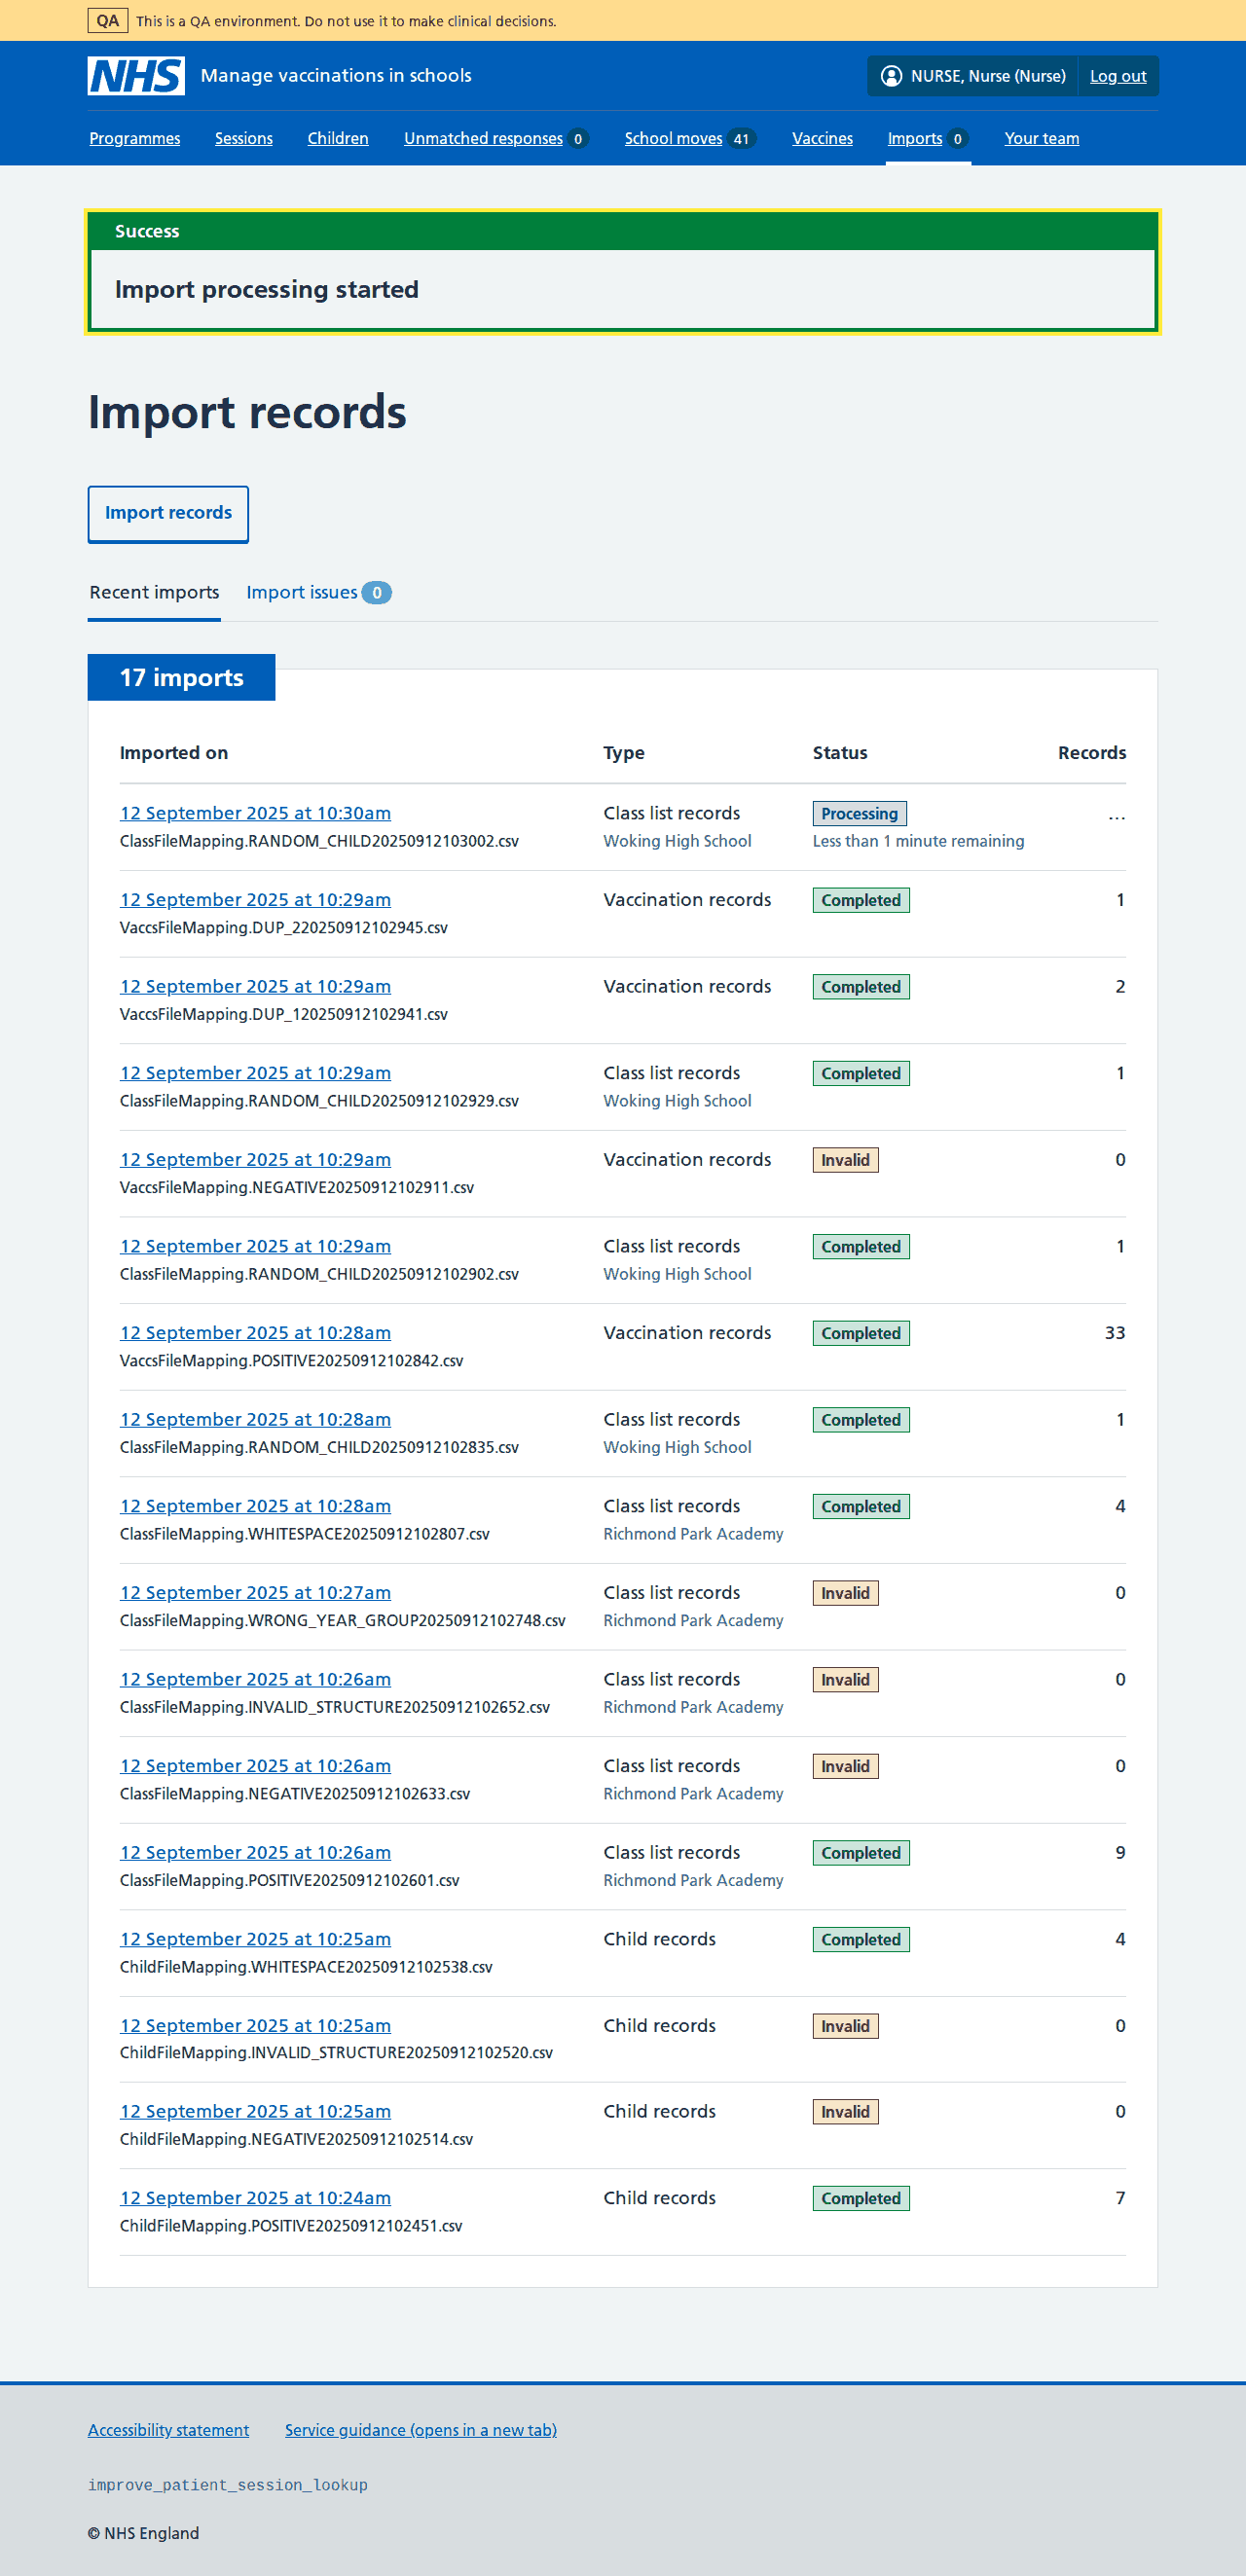 QA This is a QA environment. Do not use it to make clinical decisions.
NHS Manage vaccinations in schools NURSE, Nurse (Nurse) Log out
Programmes Sessions Children Unmatched responses 0 School moves 41 Vaccines Imports 0 Your team
Success
Import processing started
Import records
Import records
Recent imports Import issues 0
17 imports
Imported on Type Status Records
12 September 2025 at 10:30am Class list records Processing ...
ClassFileMapping.RANDOM_CHILD20250912103002.csv Woking High School Less than 1 minute remaining
12 September 2025 at 10:29am Vaccination records Completed 1
VaccsFileMapping.DUP_220250912102945.csv
12 September 2025 at 10:29am Vaccination records Completed 2
VaccsFileMapping.DUP_120250912102941.csv
12 September 2025 at 10:29am Class list records Completed 1
ClassFileMapping.RANDOM_CHILD20250912102929.csv Woking High School
12 September 2025 at 10:29am Vaccination records Invalid 0
VaccsFileMapping.NEGATIVE20250912102911.csv
12 September 2025 at 10:29am Class list records Completed 1
ClassFileMapping.RANDOM_CHILD20250912102902.csv Woking High School
12 September 2025 at 10:28am Vaccination records Completed 33
VaccsFileMapping.POSITIVE20250912102842.csv
12 September 2025 at 10:28am Class list records Completed 1
ClassFileMapping.RANDOM_CHILD20250912102835.csv Woking High School
12 September 2025 at 10:28am Class list records Completed 4
ClassFileMapping.WHITESPACE20250912102807.csv Richmond Park Academy
12 September 2025 at 10:27am Class list records Invalid 0
ClassFileMapping.WRONG_YEAR_GROUP20250912102748.csv Richmond Park Academy
12 September 2025 at 10:26am Class list records Invalid 0
ClassFileMapping.INVALID_STRUCTURE20250912102652.csv Richmond Park Academy
12 September 2025 at 10:26am Class list records Invalid 0
ClassFileMapping.NEGATIVE20250912102633.csv Richmond Park Academy
12 September 2025 at 10:26am Class list records Completed 9
ClassFileMapping.POSITIVE20250912102601.csv Richmond Park Academy
12 September 2025 at 10:25am Child records Completed 4
ChildFileMapping.WHITESPACE20250912102538.csv
12 September 2025 at 10:25am Child records Invalid 0
ChildFileMapping.INVALID_STRUCTURE20250912102520.csv
12 September 2025 at 10:25am Child records Invalid 0
ChildFileMapping.NEGATIVE20250912102514.csv
12 September 2025 at 10:24am Child records Completed 7
ChildFileMapping.POSITIVE20250912102451.csv
Accessibility statement Service guidance (opens in a new tab)
improve_patient_session_lookup
© NHS England